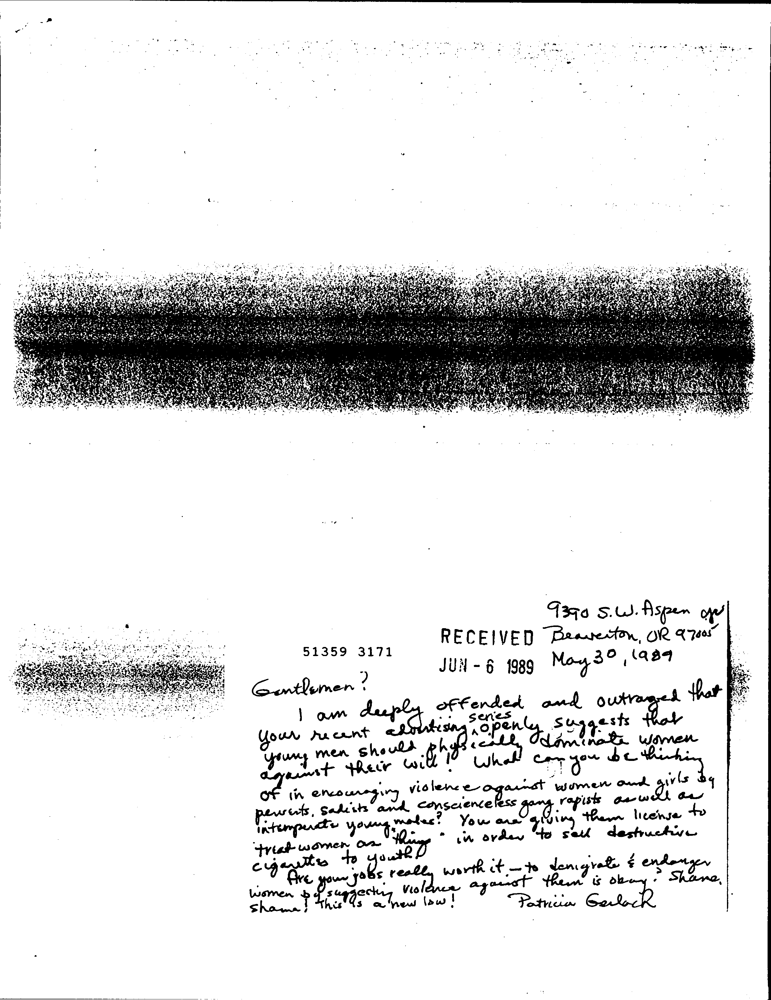 9390 S.W. Aspen
RECEIVED Beaverton, OR 97005
51359 3171
JUN - 6 1989 May 30, 1989
Gentlemen?
I am deeply offended and outraged that
your recent advertising series openly suggests that
young men should physically dominate women
against their will! What can you be thinking
of in encouraging violence against women and girls by
perverts, sadists and conscienceless gang rapists as well as
intemperate young males? You are giving them license to
treat women as "things" in order to sell destructive
cigarettes to youth!
Are your jobs really worth it — to denigrate & endanger
women by suggesting violence against them is okay? Shame,
shame! This is a new low!
Patricia Gerlach